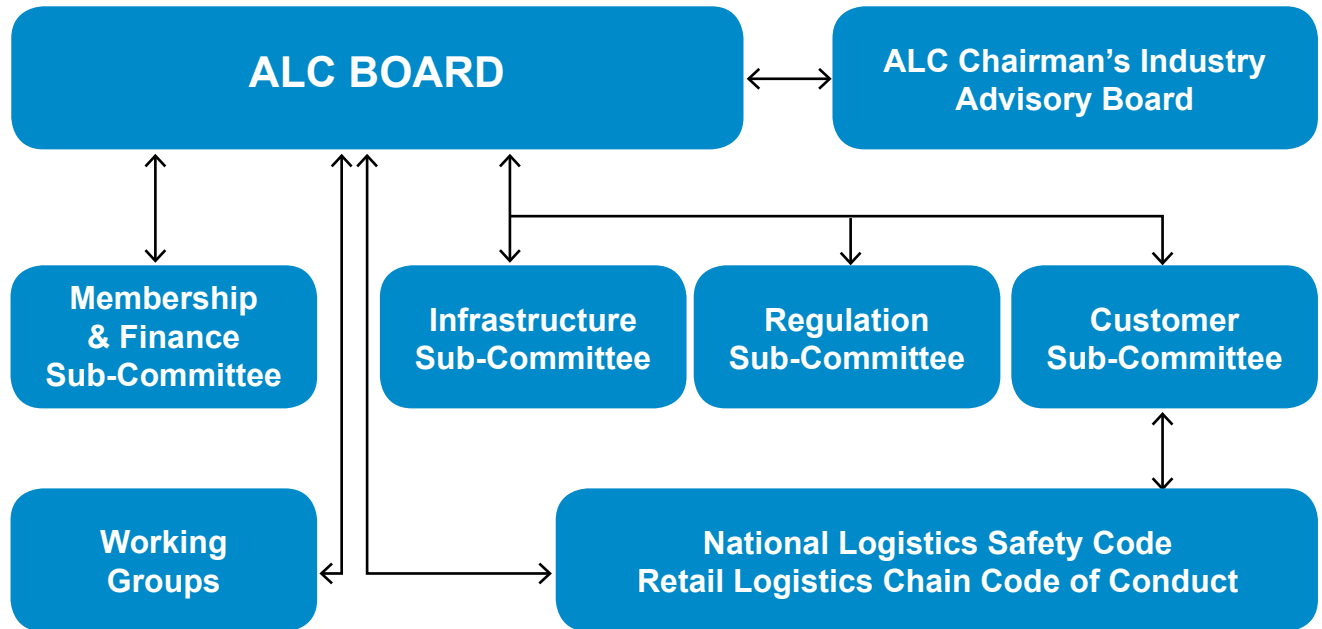 ALC BOARD
ALC Chairman’s Industry
Advisory Board
Membership
& Finance
Sub-Committee
Infrastructure
Sub-Committee
Regulation
Sub-Committee
Customer
Sub-Committee
Working
Groups
National Logistics Safety Code
Retail Logistics Chain Code of Conduct